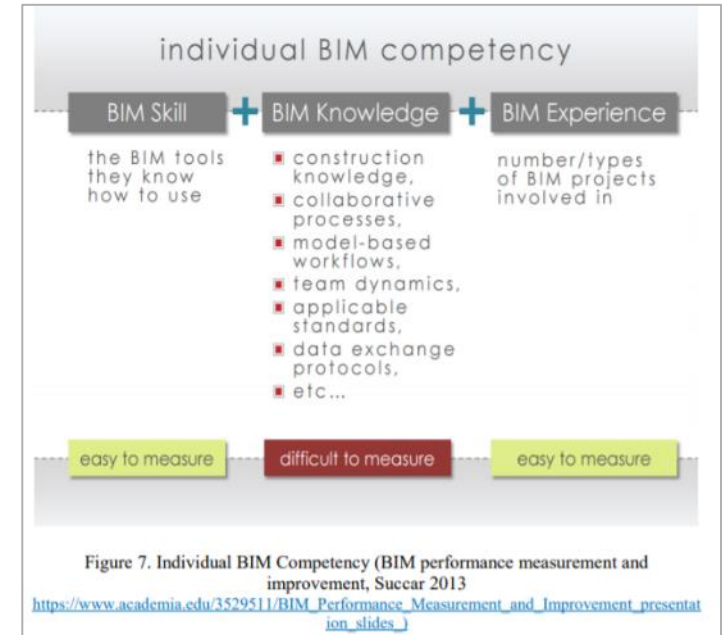 individual BIM competency
BIM Skill + BIM Knowledge + BIM Experience
the BIM tools
they know
how to use
construction
knowledge,
collaborative
processes,
model-based
workflows,
team dynamics,
applicable
standards,
data exchange
protocols,
etc...
number/types
of BIM projects
involved in
easy to measure
difficult to measure
easy to measure
Figure 7. Individual BIM Competency (BIM performance measurement and
improvement, Succar 2013
https://www.academia.edu/3529511/BIM_Performance_Measurement_and_Improvement_presentat
ion_slides_)